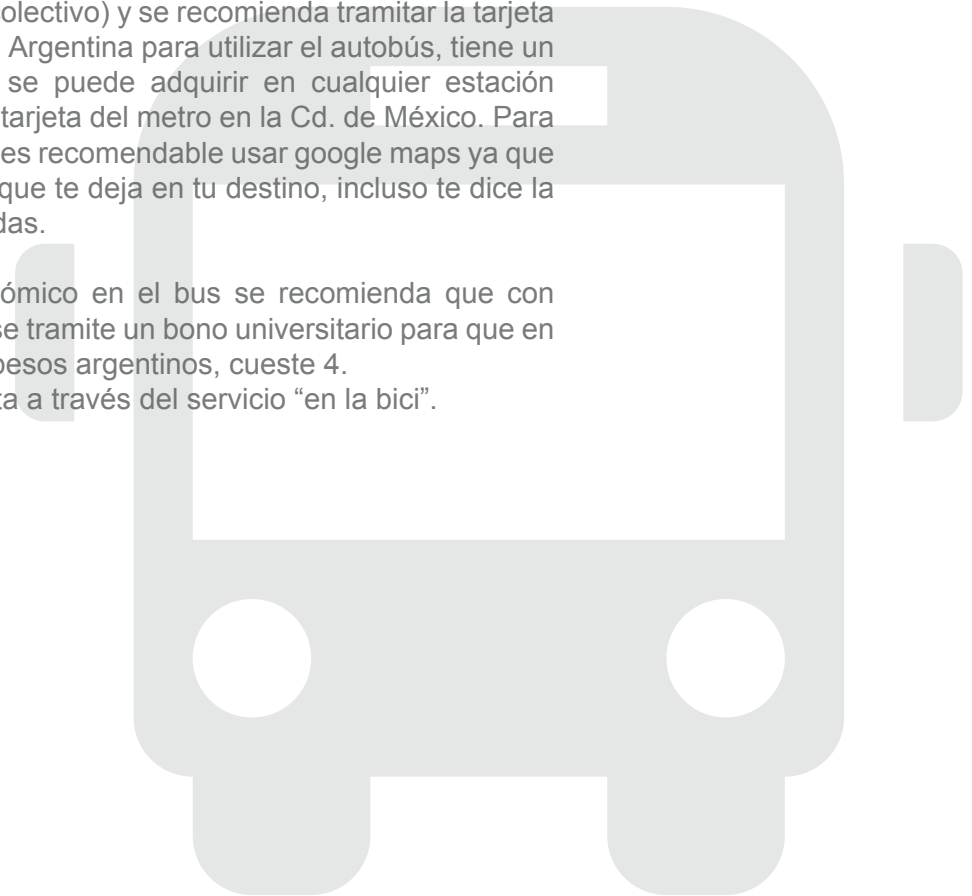 colectivo) y se recomienda tramitar la tarjeta
Argentina para utilizar el autobús, tiene un
se puede adquirir en cualquier estación
tarjeta del metro en la Cd. de México. Para
es recomendable usar google maps ya que
que te deja en tu destino, incluso te dice la
das.
ómico en el bus se recomienda que con
se tramite un bono universitario para que en
pesos argentinos, cueste 4.
ta a través del servicio “en la bici”.